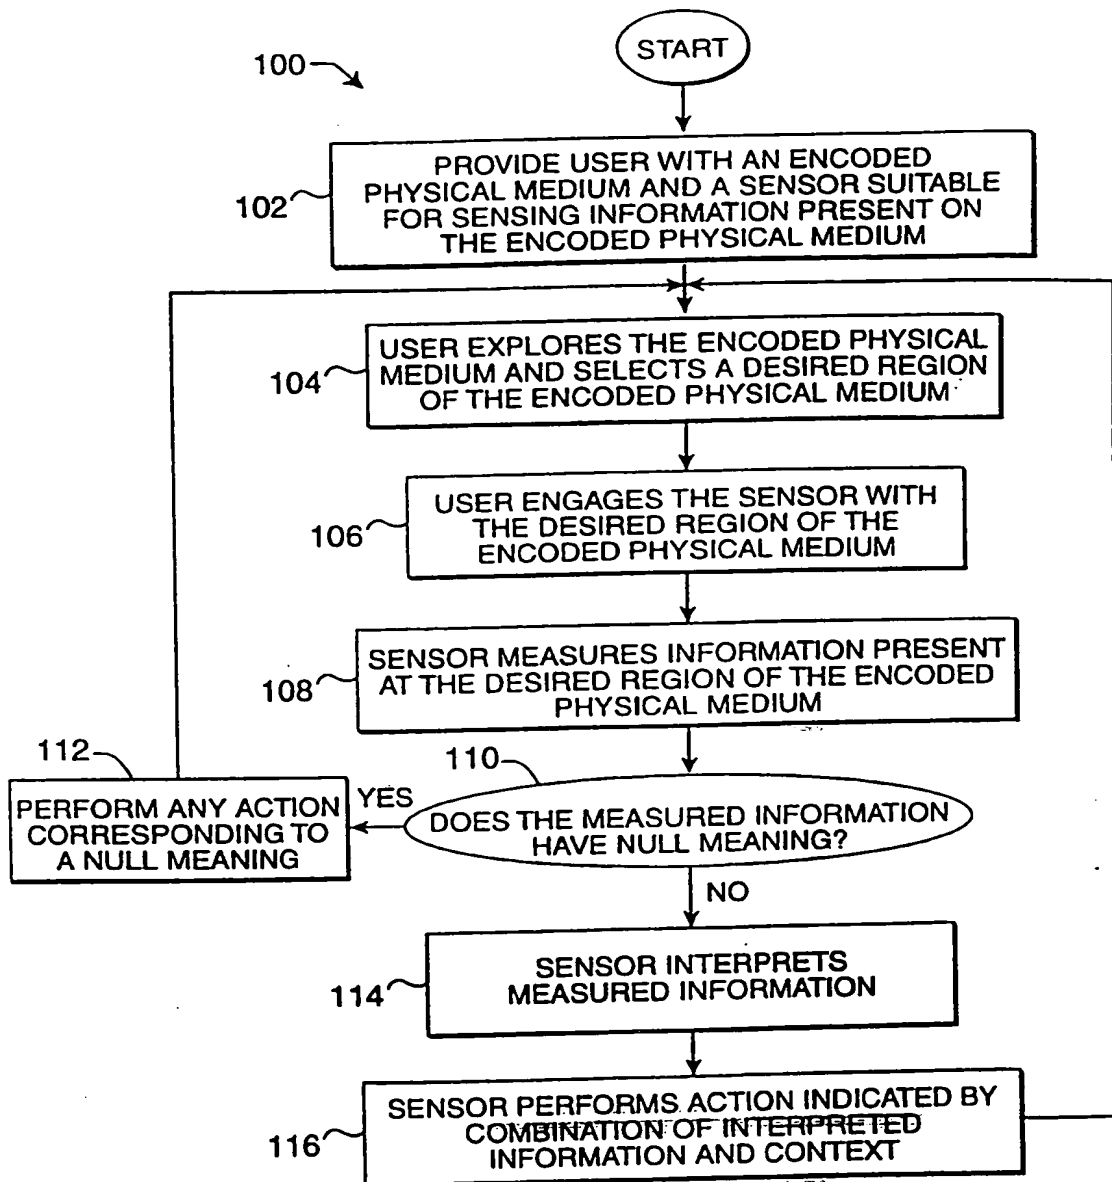 START
100
PROVIDE USER WITH AN ENCODED
PHYSICAL MEDIUM AND A SENSOR SUITABLE
FOR SENSING INFORMATION PRESENT ON
THE ENCODED PHYSICAL MEDIUM
102
USER EXPLORES THE ENCODED PHYSICAL
MEDIUM AND SELECTS A DESIRED REGION
OF THE ENCODED PHYSICAL MEDIUM
104
USER ENGAGES THE SENSOR WITH
THE DESIRED REGION OF THE
ENCODED PHYSICAL MEDIUM
106
SENSOR MEASURES INFORMATION PRESENT
AT THE DESIRED REGION OF THE ENCODED
PHYSICAL MEDIUM
108
112
110
PERFORM ANY ACTION
CORRESPONDING TO
A NULL MEANING
YES
DOES THE MEASURED INFORMATION
HAVE NULL MEANING?
NO
SENSOR INTERPRETS
MEASURED INFORMATION
114
SENSOR PERFORMS ACTION INDICATED BY
COMBINATION OF INTERPRETED
INFORMATION AND CONTEXT
116